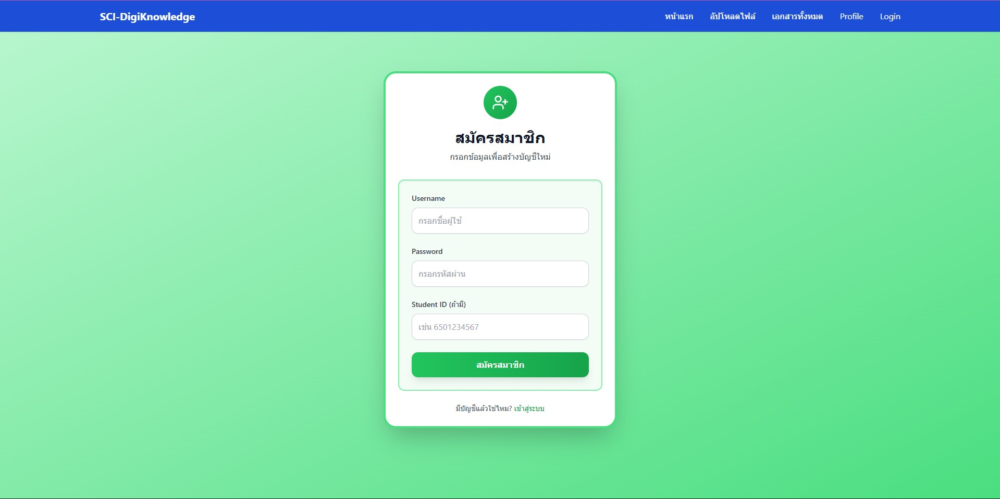 SCI-DigiKnowledge
หน้าแรก
อัปโหลดไฟล์
เอกสารทั้งหมด
Profile
Login
สมัครสมาชิก
กรอกข้อมูลเพื่อสร้างบัญชีใหม่
Username
กรอกชื่อผู้ใช้
Password
กรอกรหัสผ่าน
Student ID (ถ้ามี)
เช่น 6501234567
สมัครสมาชิก
มีบัญชีแล้วใช่ไหม? เข้าสู่ระบบ